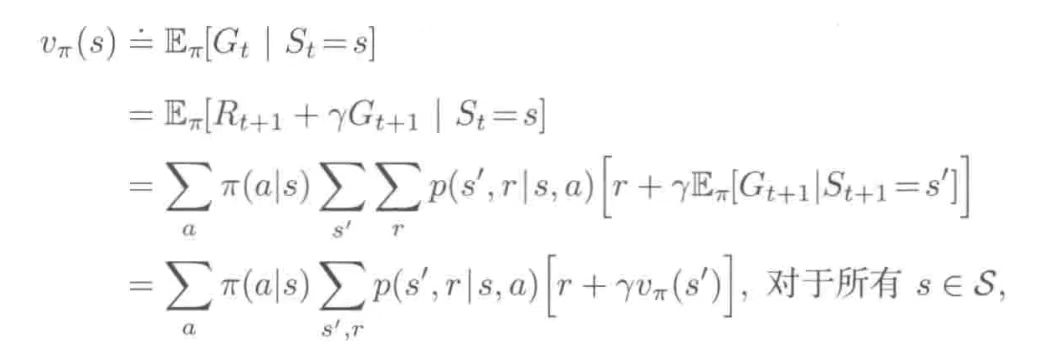 v_π(s) ≐ 𝔼_π[G_t | S_t=s]
= 𝔼_π[R_{t+1} + γG_{t+1} | S_t=s]
= ∑_a π(a|s) ∑_{s'} ∑_r p(s', r|s, a)[r + γ𝔼_π[G_{t+1}|S_{t+1}=s']]
= ∑_a π(a|s) ∑_{s',r} p(s', r|s, a)[r + γv_π(s')], 对于所有 s ∈ 𝒮,